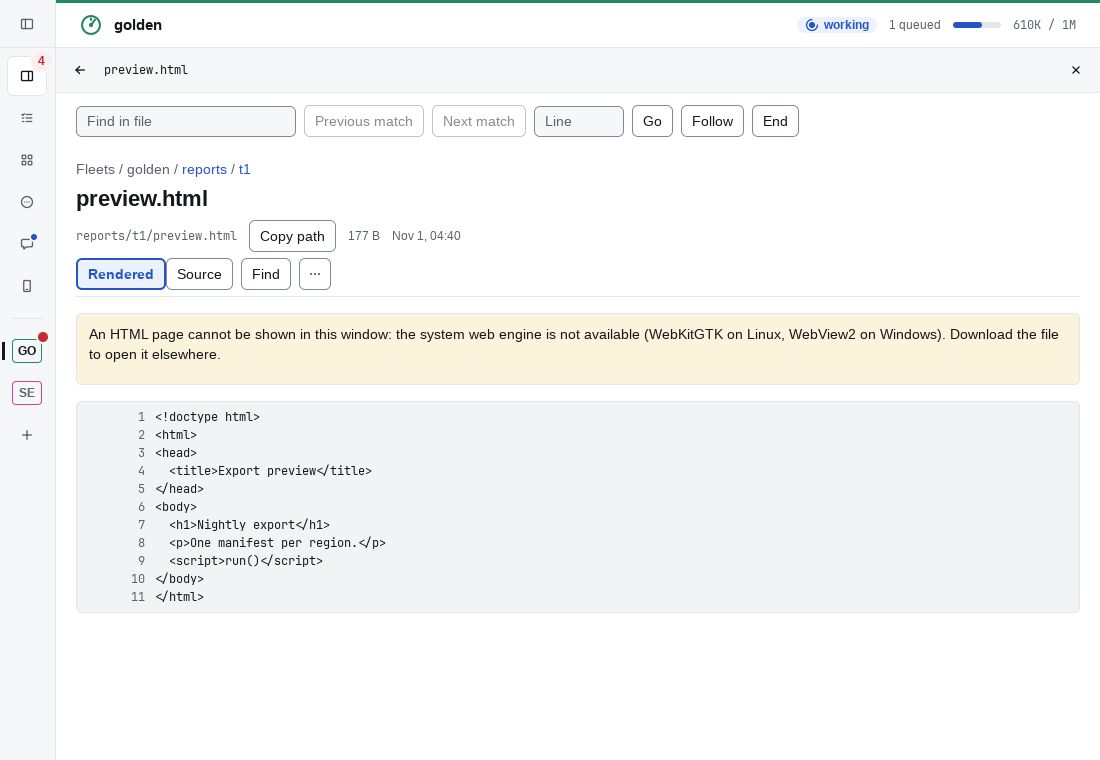 golden
working
1 queued
610K / 1M
4
preview.html
Find in file
Previous match
Next match
Line
Go
Follow
End
Fleets / golden / reports / t1
preview.html
reports/t1/preview.html
Copy path
177 B
Nov 1, 04:40
Rendered
Source
Find
···
An HTML page cannot be shown in this window: the system web engine is not available (WebKitGTK on Linux, WebView2 on Windows). Download the file
to open it elsewhere.
GO
SE
1 <!doctype html>
2 <html>
3 <head>
4   <title>Export preview</title>
5 </head>
6 <body>
7   <h1>Nightly export</h1>
8   <p>One manifest per region.</p>
9   <script>run()</script>
10 </body>
11 </html>